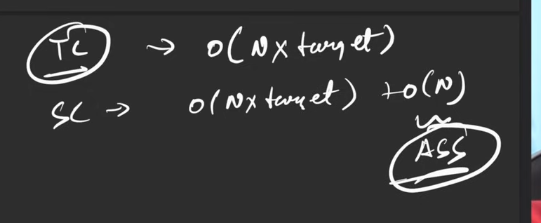 TC → O(N x target)
SC → O(N x target) + O(N)
ASS